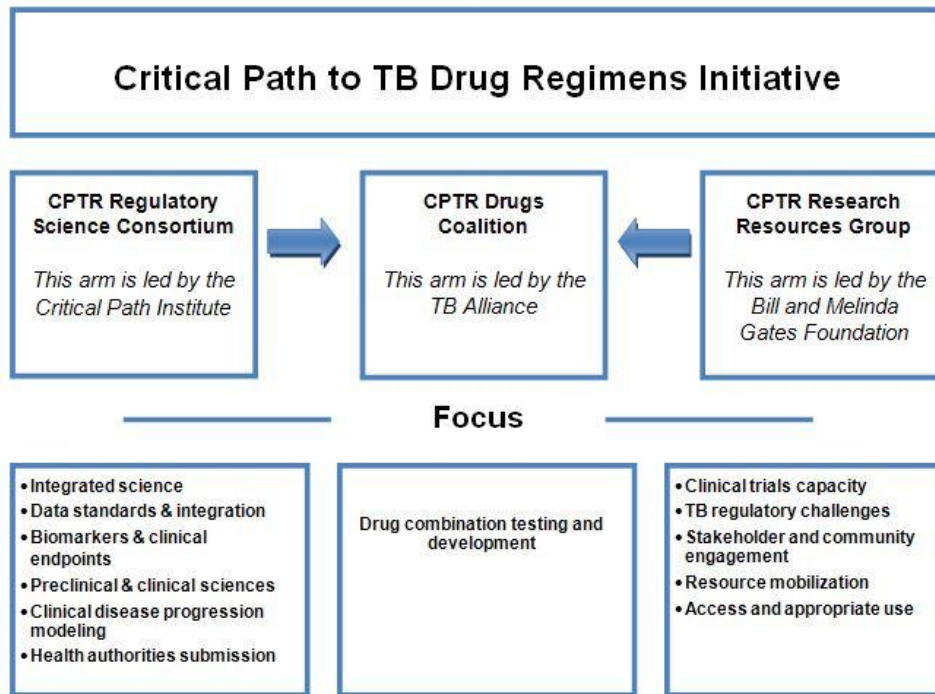 Critical Path to TB Drug Regimens Initiative
CPTR Regulatory
Science Consortium
This arm is led by the
Critical Path Institute
CPTR Drugs
Coalition
This arm is led by the
TB Alliance
CPTR Research
Resources Group
This arm is led by the
Bill and Melinda
Gates Foundation
Focus
• Integrated science
• Data standards & integration
• Biomarkers & clinical
endpoints
• Preclinical & clinical sciences
• Clinical disease progression
modeling
• Health authorities submission
Drug combination testing and
development
• Clinical trials capacity
• TB regulatory challenges
• Stakeholder and community
engagement
• Resource mobilization
• Access and appropriate use